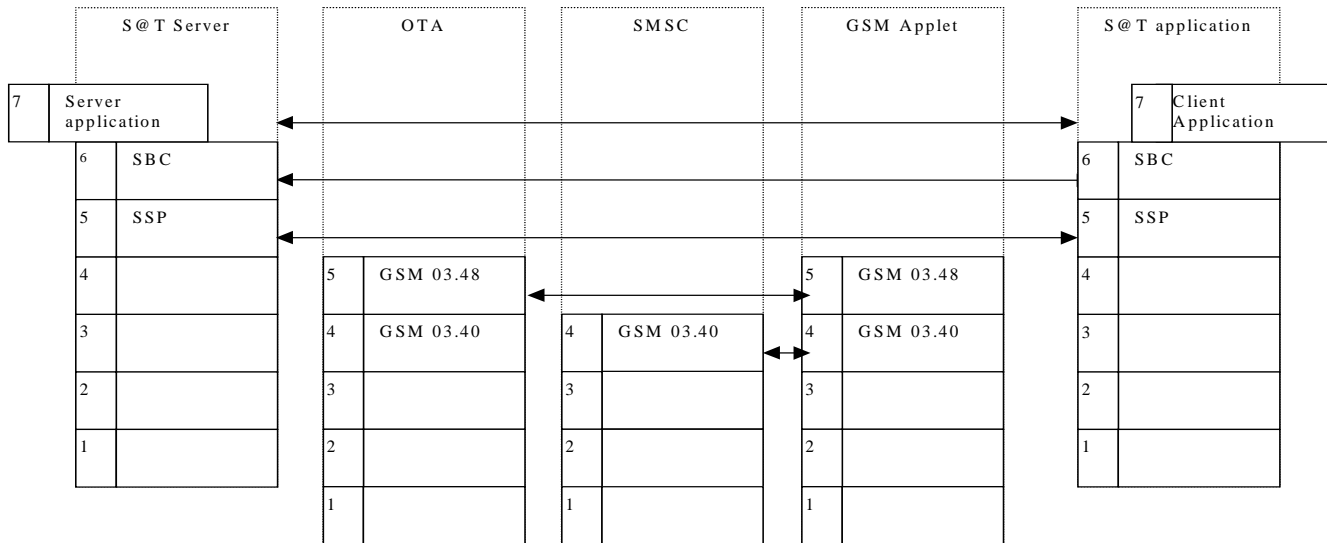 S@T Server OTA SMSC GSM Applet S@T application
7 Server application 7 Client Application
6 SBC 6 SBC
5 SSP 5 SSP
4 5 GSM 03.48 5 GSM 03.48 4
3 4 GSM 03.40 4 GSM 03.40 4 GSM 03.40 3
2 3 3 3 2
1 2 2 2 1
1 1 1